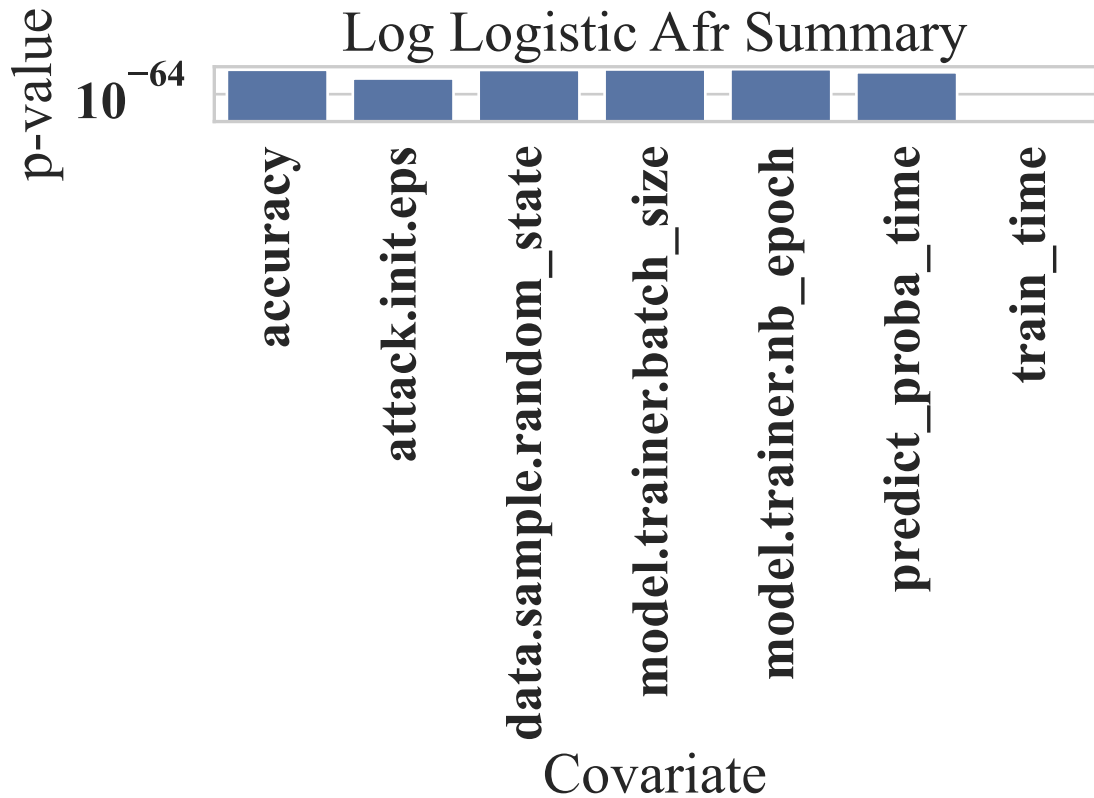 Log Logistic Afr Summary
p-value
10⁻⁶⁴
accuracy
attack.init.eps
data.sample.random_state
model.trainer.batch_size
model.trainer.nb_epoch
predict_proba_time
train_time
Covariate